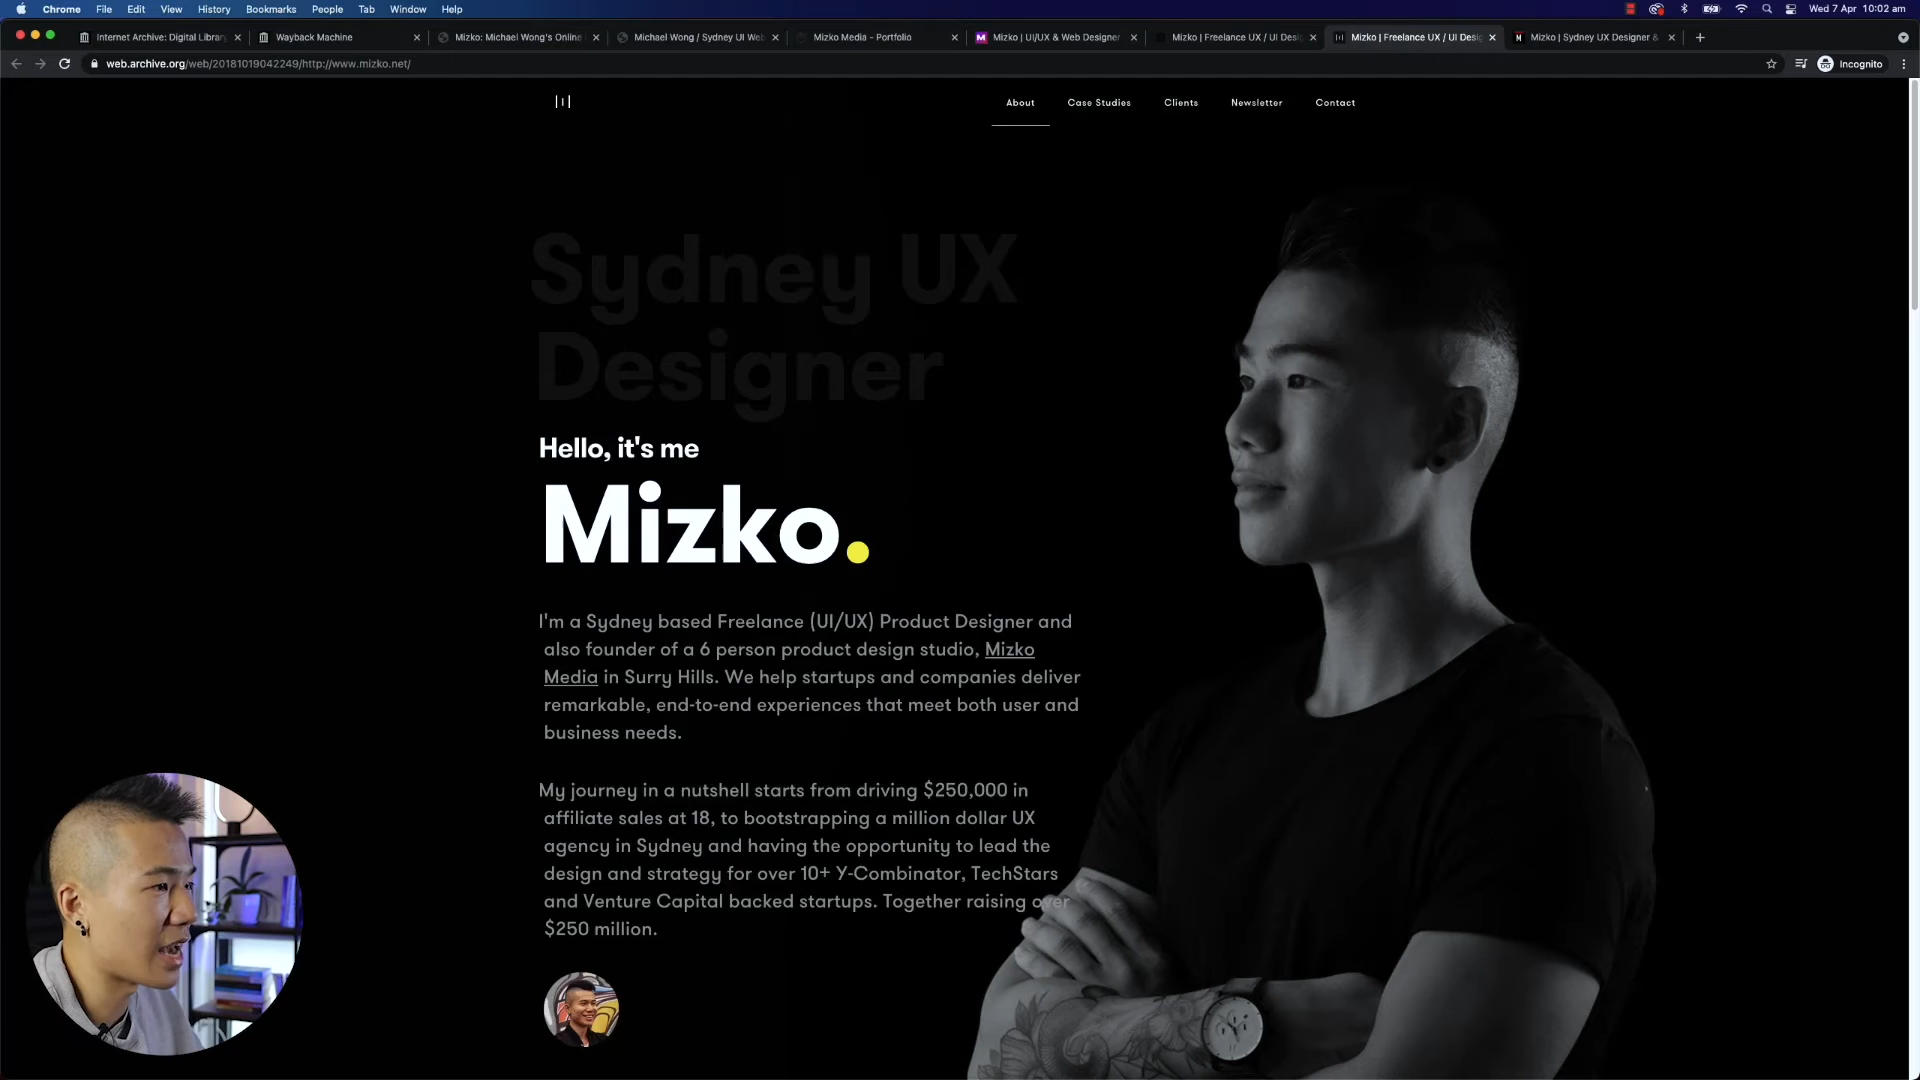 Chrome File Edit View History Bookmarks People Tab Window Help
Wed 7 Apr 10:02 am
Internet Archive: Digital Library
Wayback Machine
Mizko: Michael Wong's Online
Michael Wong / Sydney UI Web
Mizko Media - Portfolio
Mizko | UI/UX & Web Designer
Mizko | Freelance UX / UI Desig
Mizko | Freelance UX / UI Desig
Mizko | Sydney UX Designer &
web.archive.org/web/20181019042249/http://www.mizko.net/
Incognito
About Case Studies Clients Newsletter Contact
Sydney UX
Designer
Hello, it's me
Mizko.
I'm a Sydney based Freelance (UI/UX) Product Designer and
also founder of a 6 person product design studio, Mizko
Media in Surry Hills. We help startups and companies deliver
remarkable, end-to-end experiences that meet both user and
business needs.
My journey in a nutshell starts from driving $250,000 in
affiliate sales at 18, to bootstrapping a million dollar UX
agency in Sydney and having the opportunity to lead the
design and strategy for over 10+ Y-Combinator, TechStars
and Venture Capital backed startups. Together raising over
$250 million.